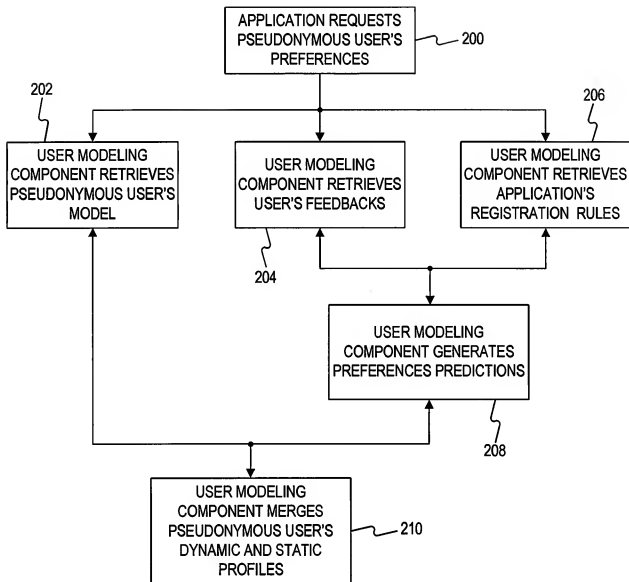 APPLICATION REQUESTS
PSEUDONYMOUS USER'S
PREFERENCES
200
202
206
USER MODELING
COMPONENT RETRIEVES
PSEUDONYMOUS USER'S
MODEL
USER MODELING
COMPONENT RETRIEVES
USER'S FEEDBACKS
USER MODELING
COMPONENT RETRIEVES
APPLICATION'S
REGISTRATION RULES
204
USER MODELING
COMPONENT GENERATES
PREFERENCES PREDICTIONS
208
USER MODELING
COMPONENT MERGES
PSEUDONYMOUS USER'S
DYNAMIC AND STATIC
PROFILES
210